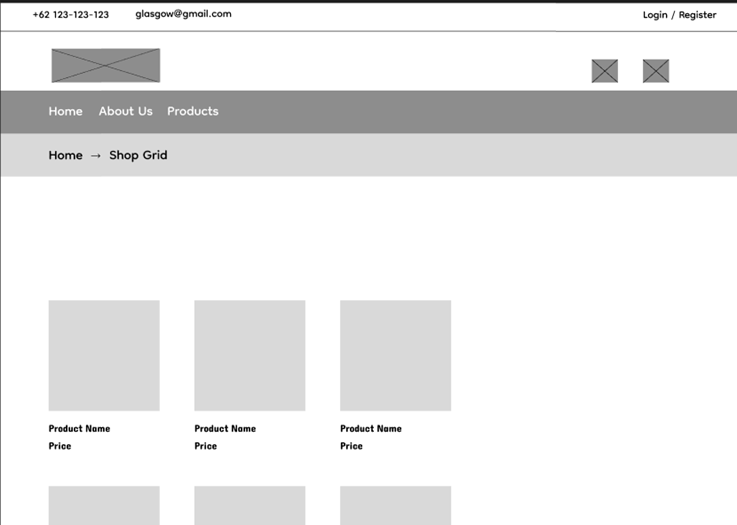 +62 123-123-123 glasgow@gmail.com Login / Register
Home About Us Products
Home → Shop Grid
Product Name Product Name Product Name
Price Price Price